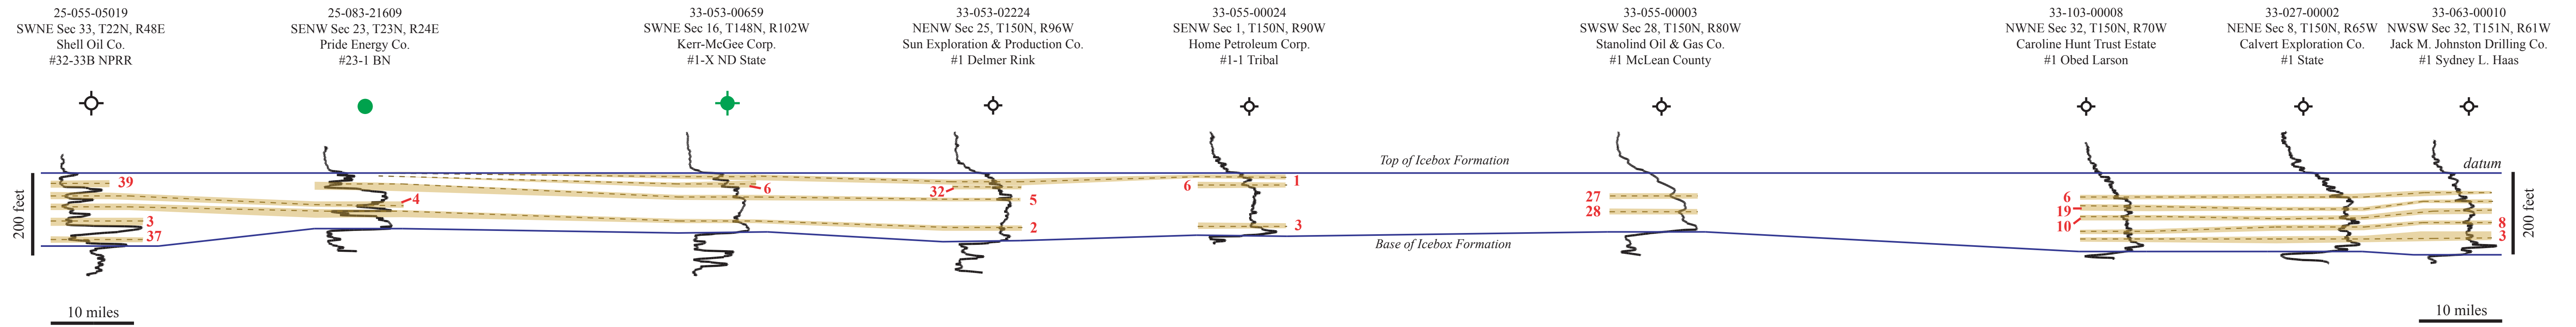 25-055-05019
SWNE Sec 33, T22N, R48E
Shell Oil Co.
#32-33B NPRR
25-083-21609
SENW Sec 23, T23N, R24E
Pride Energy Co.
#23-1 BN
33-053-00659
SWNE Sec 16, T148N, R102W
Kerr-McGee Corp.
#1-X ND State
33-053-02224
NENW Sec 25, T150N, R96W
Sun Exploration & Production Co.
#1 Delmer Rink
33-055-00024
SENW Sec 1, T150N, R90W
Home Petroleum Corp.
#1-1 Tribal
33-055-00003
SWSW Sec 28, T150N, R80W
Stanolind Oil & Gas Co.
#1 McLean County
33-103-00008
NWNE Sec 32, T150N, R70W
Caroline Hunt Trust Estate
#1 Obed Larson
33-027-00002
NENE Sec 8, T150N, R65W
Calvert Exploration Co.
#1 State
33-063-00010
NWSW Sec 32, T151N, R61W
Jack M. Johnston Drilling Co.
#1 Sydney L. Haas
Top of Icebox Formation
datum
200 feet
39
3
37
4
6
32
5
2
6
1
3
27
28
6
19
10
8
3
200 feet
Base of Icebox Formation
10 miles
10 miles